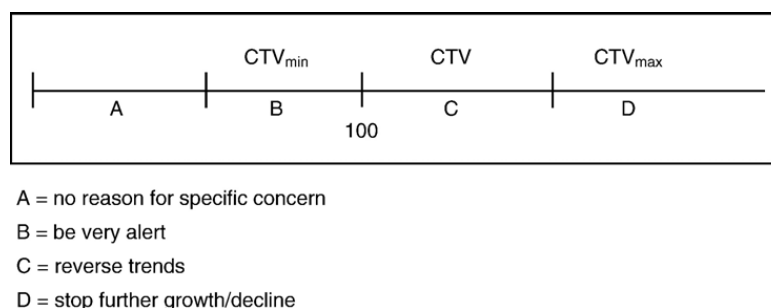 CTVmin CTV CTVmax
A B C D
100
A = no reason for specific concern
B = be very alert
C = reverse trends
D = stop further growth/decline